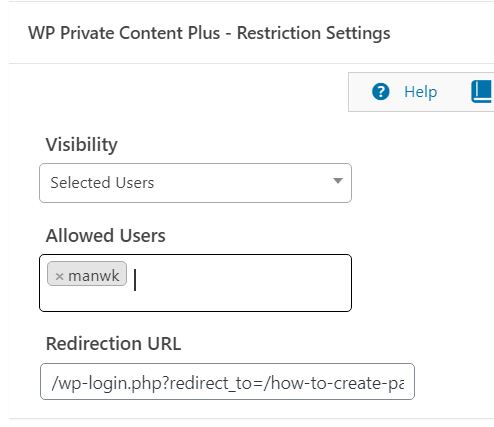 WP Private Content Plus - Restriction Settings
Help
Visibility
Selected Users
Allowed Users
× manwk
Redirection URL
/wp-login.php?redirect_to=/how-to-create-pa